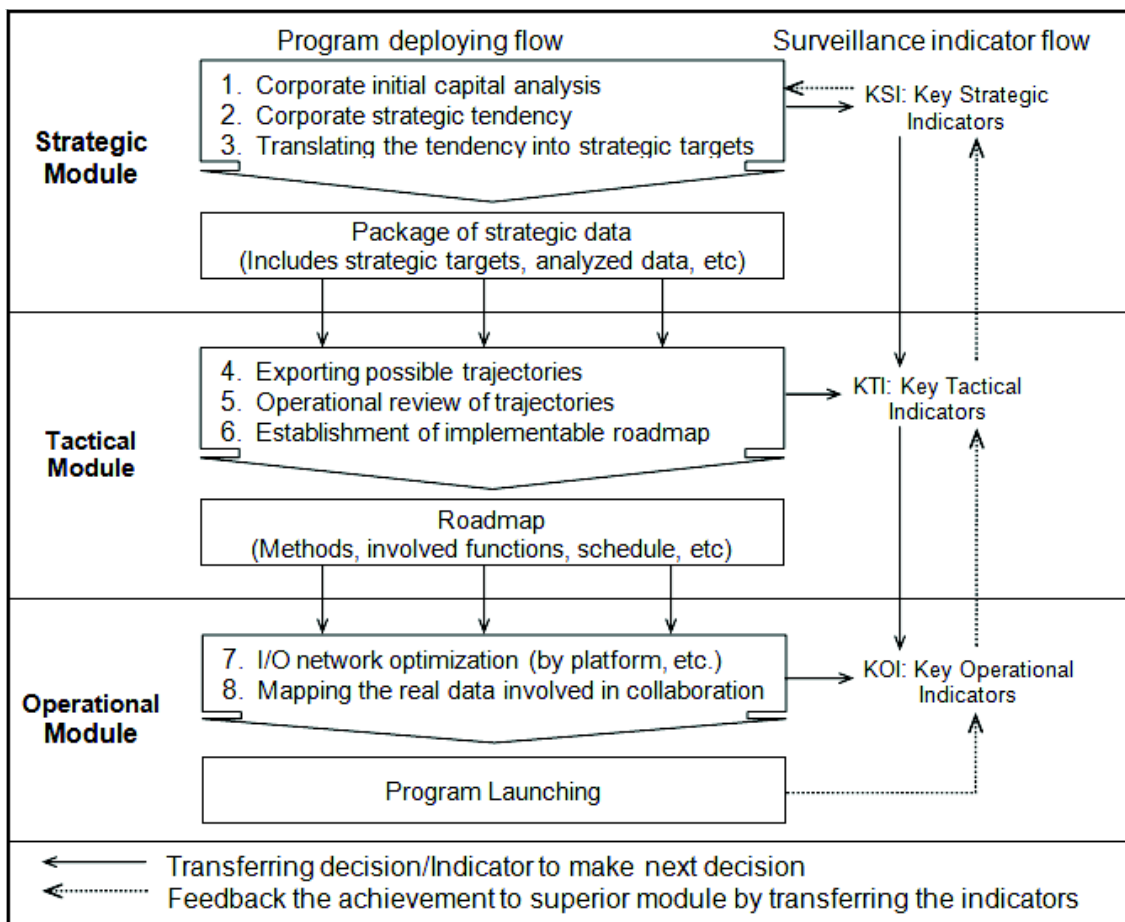 Program deploying flow
Surveillance indicator flow
Strategic
Module
1. Corporate initial capital analysis
2. Corporate strategic tendency
3. Translating the tendency into strategic targets
KSI: Key Strategic
Indicators
Package of strategic data
(Includes strategic targets, analyzed data, etc)
Tactical
Module
4. Exporting possible trajectories
5. Operational review of trajectories
6. Establishment of implementable roadmap
KTI: Key Tactical
Indicators
Roadmap
(Methods, involved functions, schedule, etc)
Operational
Module
7. I/O network optimization (by platform, etc.)
8. Mapping the real data involved in collaboration
KOI: Key Operational
Indicators
Program Launching
Transferring decision/Indicator to make next decision
Feedback the achievement to superior module by transferring the indicators